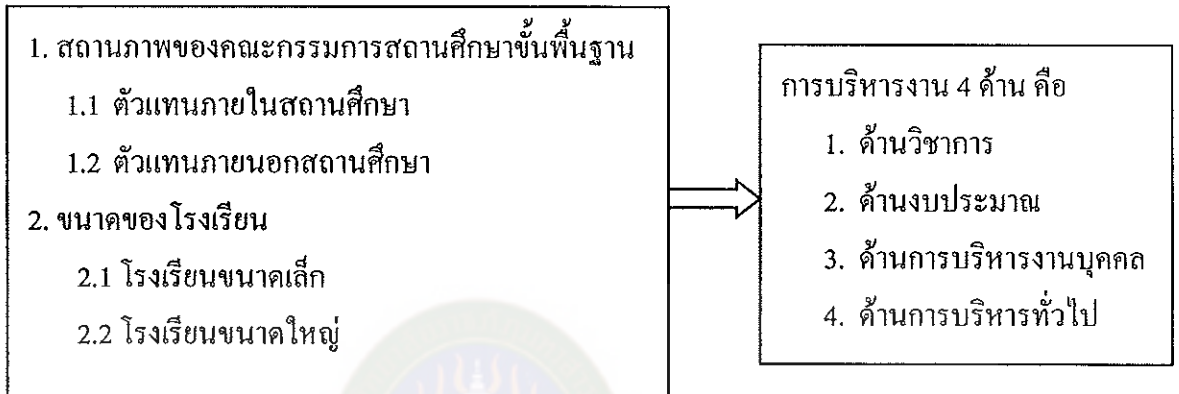 1. สถานภาพของคณะกรรมการสถานศึกษาขั้นพื้นฐาน
1.1 ตัวแทนภายในสถานศึกษา
1.2 ตัวแทนภายนอกสถานศึกษา
2. ขนาดของโรงเรียน
2.1 โรงเรียนขนาดเล็ก
2.2 โรงเรียนขนาดใหญ่
การบริหารงาน 4 ด้าน คือ
1. ด้านวิชาการ
2. ด้านงบประมาณ
3. ด้านการบริหารงานบุคคล
4. ด้านการบริหารทั่วไป